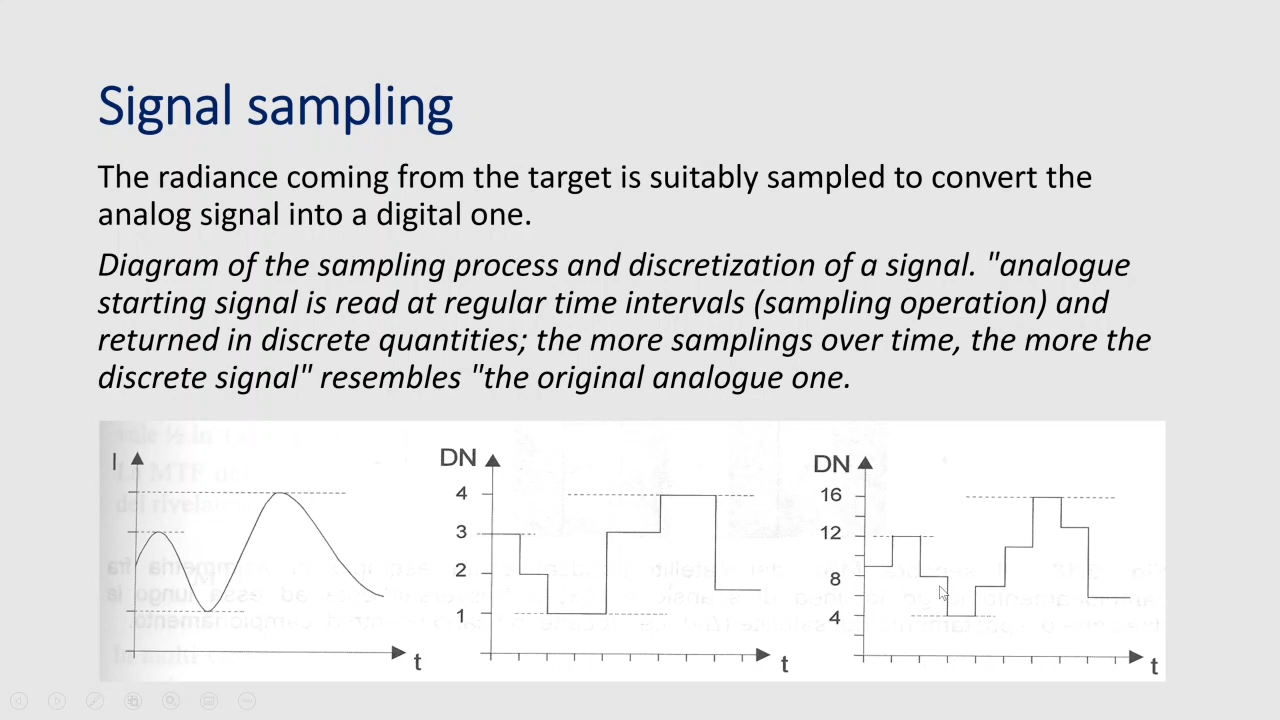 Signal sampling
The radiance coming from the target is suitably sampled to convert the
analog signal into a digital one.
Diagram of the sampling process and discretization of a signal. "analogue
starting signal is read at regular time intervals (sampling operation) and
returned in discrete quantities; the more samplings over time, the more the
discrete signal" resembles "the original analogue one.
I
t
DN
4
3
2
1
t
DN
16
12
8
4
t